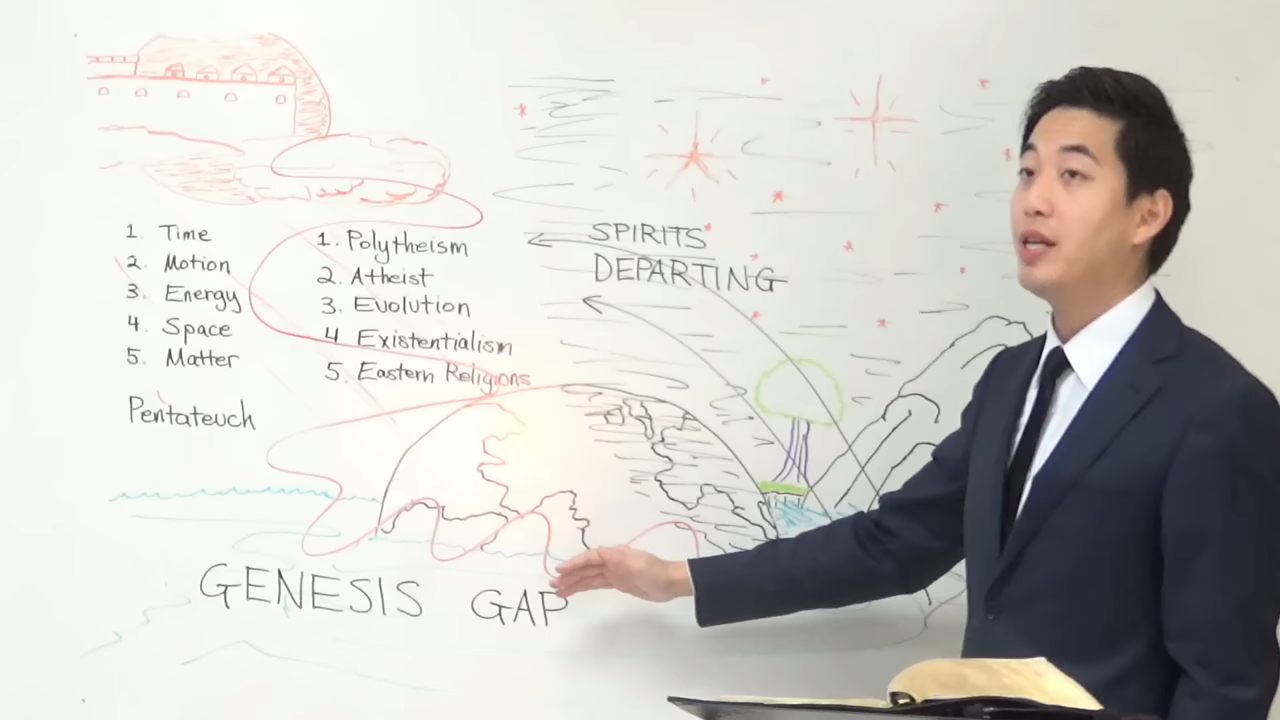 1. Time
2. Motion
3. Energy
4. Space
5. Matter
Pentateuch
1. Polytheism
2. Atheist
3. Evolution
4 Existentialism
5. Eastern Religions
SPIRITS
DEPARTING
GENESIS GAP